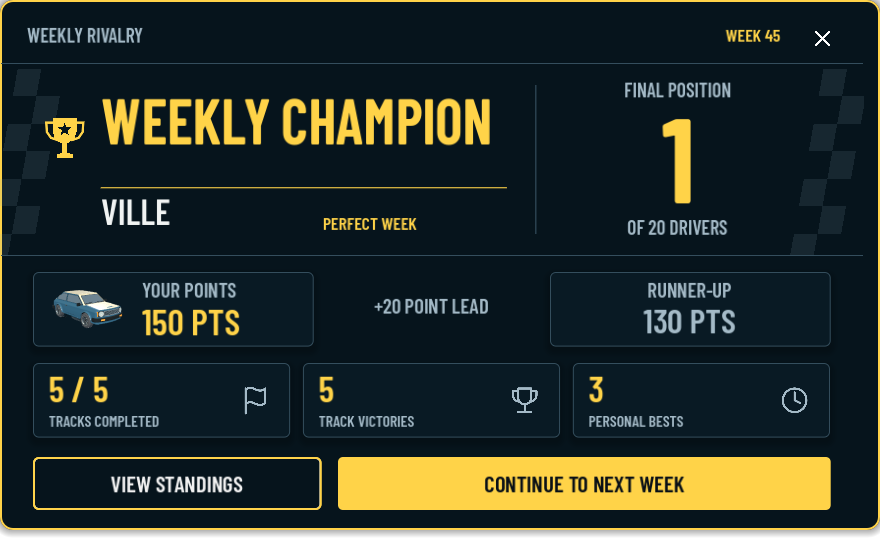 WEEKLY RIVALRY
WEEK 45
WEEKLY CHAMPION
VILLE
PERFECT WEEK
FINAL POSITION
1
OF 20 DRIVERS
YOUR POINTS
150 PTS
+20 POINT LEAD
RUNNER-UP
130 PTS
5 / 5
TRACKS COMPLETED
5
TRACK VICTORIES
3
PERSONAL BESTS
VIEW STANDINGS
CONTINUE TO NEXT WEEK